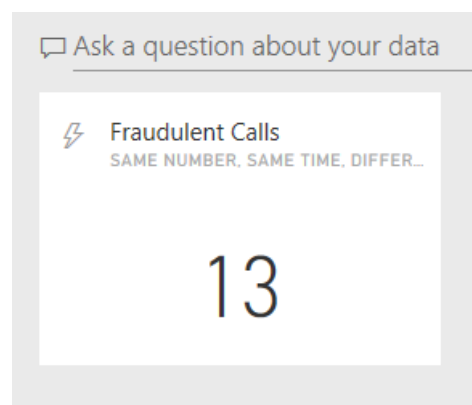 Ask a question about your data
Fraudulent Calls
SAME NUMBER, SAME TIME, DIFFER...
13